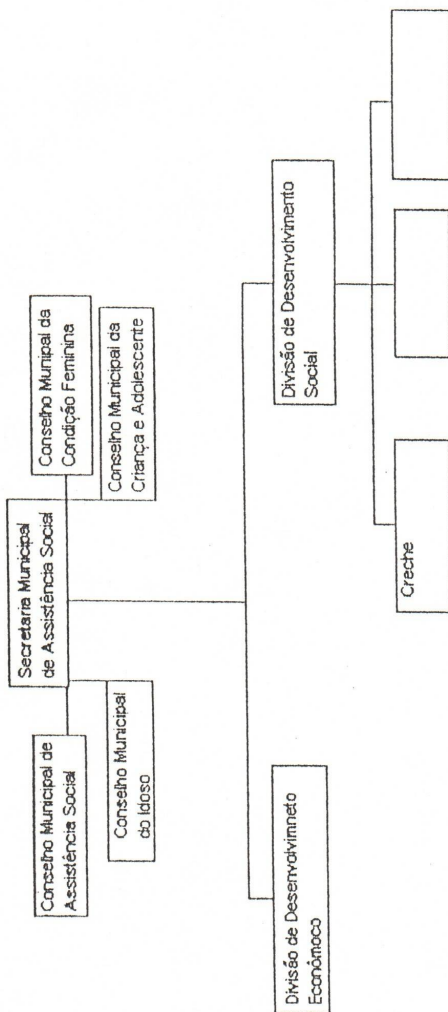 Secretaria Municipal
de Assistência Social
Conselho Municipal de
Assistência Social
Conselho Munipal da
Condição Feminina
Conselho Municipal
do Idoso
Conselho Municipal da
Criança e Adolescente
Divisão de Desenvolvimneto
Econômoco
Divisão de Desenvolvimento
Social
Creche